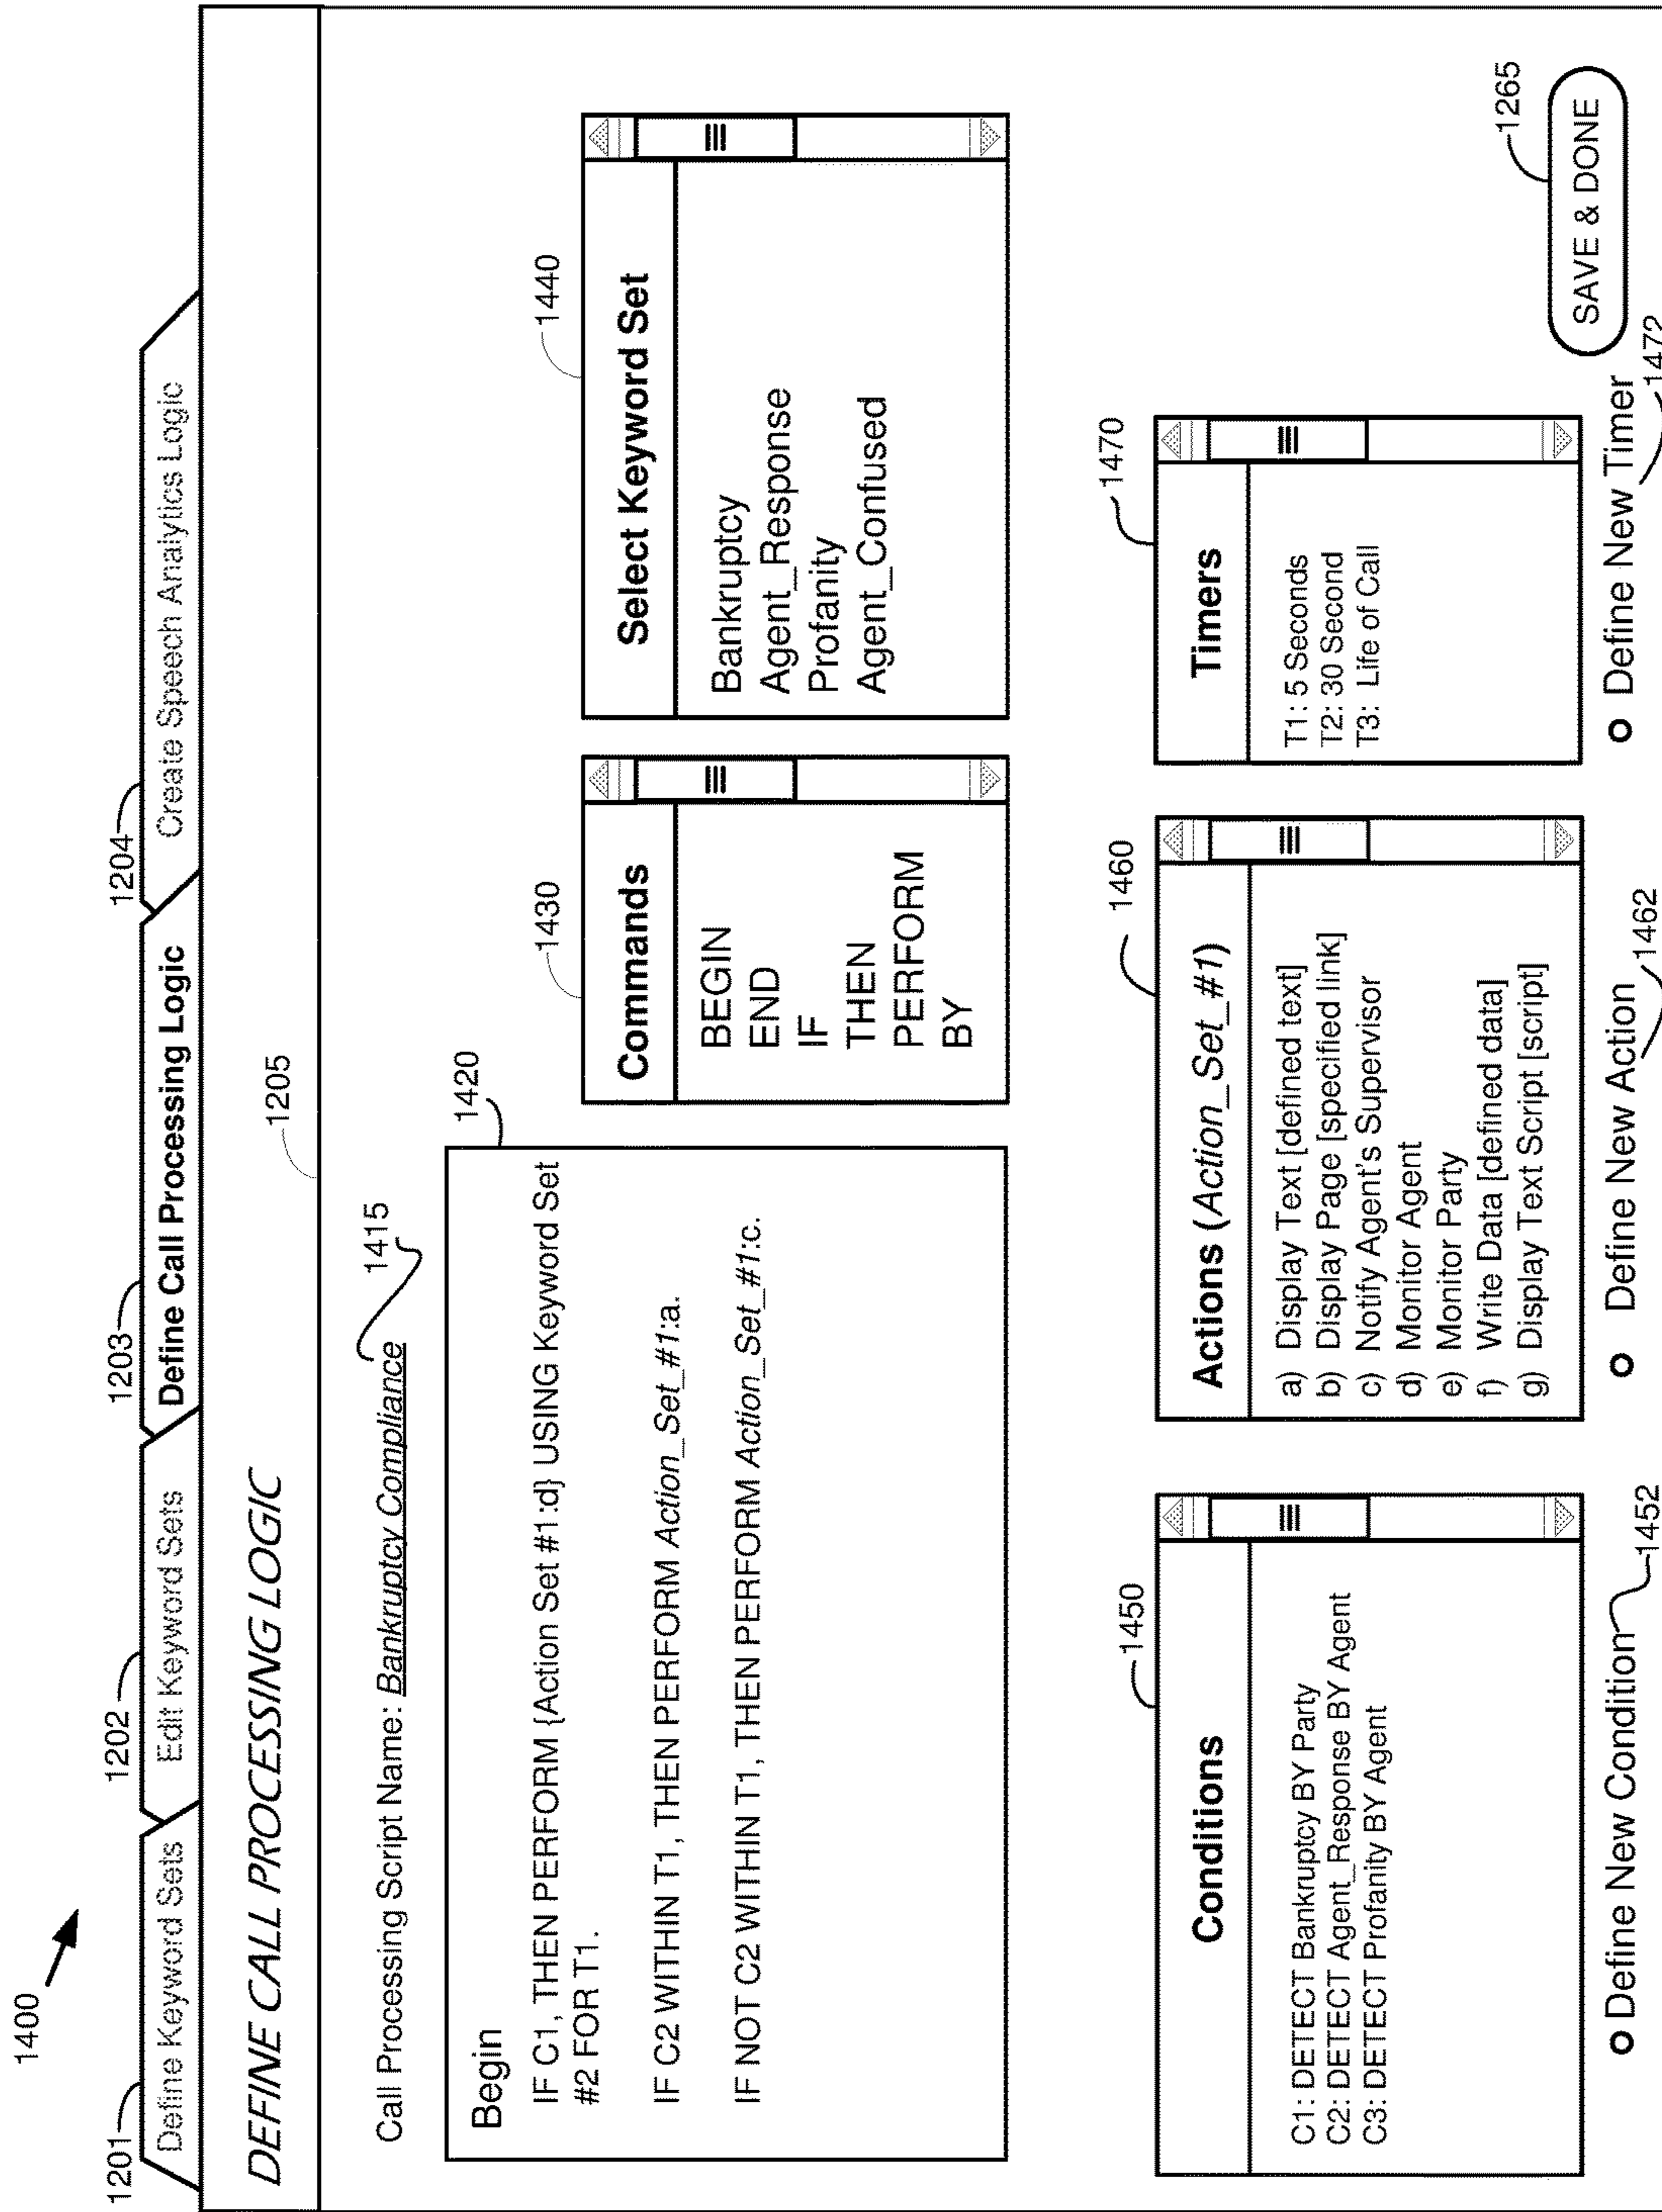 1400
1201
1202
1203
1204
Define Keyword Sets
Edit Keyword Sets
Define Call Processing Logic
Create Speech Analytics Logic
DEFINE CALL PROCESSING LOGIC
1205
Call Processing Script Name: Bankruptcy Compliance
1415
1420
Begin
IF C1, THEN PERFORM {Action Set #1:d} USING Keyword Set
#2 FOR T1.
IF C2 WITHIN T1, THEN PERFORM Action_Set_#1:a.
IF NOT C2 WITHIN T1, THEN PERFORM Action_Set_#1:c.
1430
Commands
BEGIN
END
IF
THEN
PERFORM
BY
1440
Select Keyword Set
Bankruptcy
Agent_Response
Profanity
Agent_Confused
1450
Conditions
C1: DETECT Bankruptcy BY Party
C2: DETECT Agent_Response BY Agent
C3: DETECT Profanity BY Agent
Define New Condition
1452
1460
Actions (Action_Set_#1)
a) Display Text [defined text]
b) Display Page [specified link]
c) Notify Agent's Supervisor
d) Monitor Agent
e) Monitor Party
f) Write Data [defined data]
g) Display Text Script [script]
Define New Action
1462
1470
Timers
T1: 5 Seconds
T2: 30 Second
T3: Life of Call
Define New Timer
1472
1265
SAVE & DONE